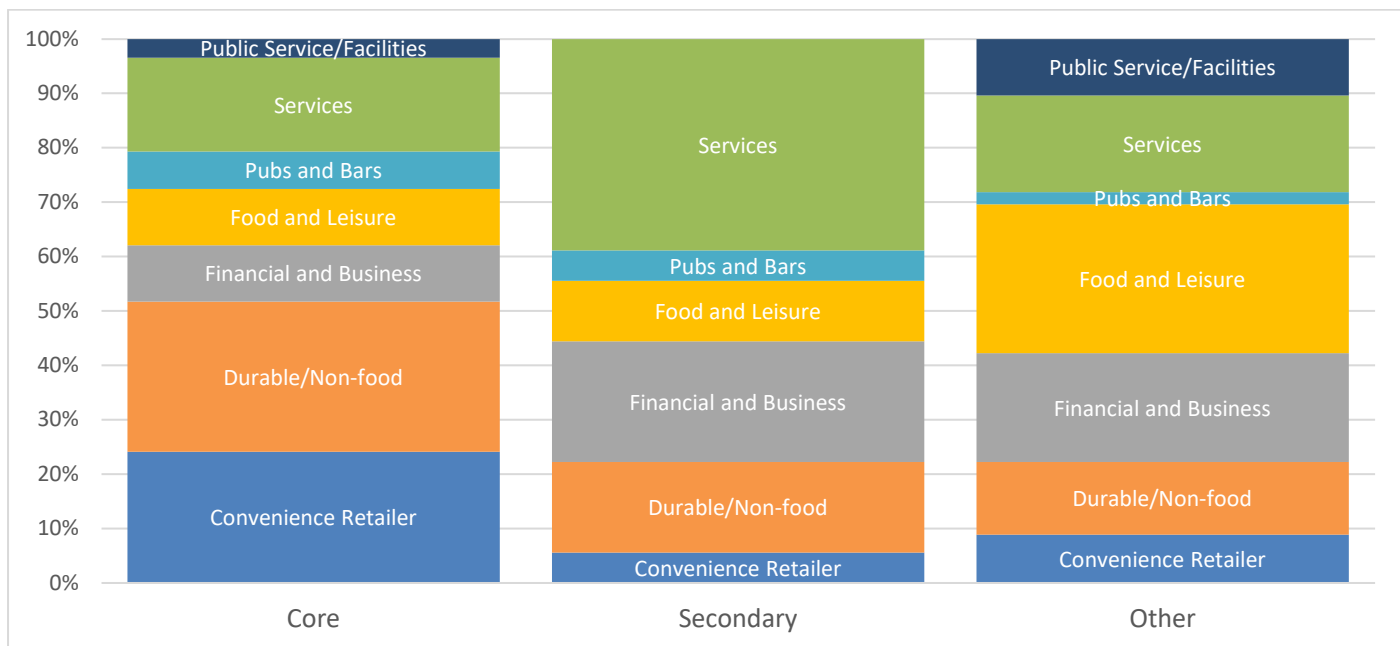 100%
90%
80%
70%
60%
50%
40%
30%
20%
10%
0%
Public Service/Facilities
Services
Pubs and Bars
Food and Leisure
Financial and Business
Durable/Non-food
Convenience Retailer
Services
Pubs and Bars
Food and Leisure
Financial and Business
Durable/Non-food
Convenience Retailer
Public Service/Facilities
Services
Pubs and Bars
Food and Leisure
Financial and Business
Durable/Non-food
Convenience Retailer
Core
Secondary
Other